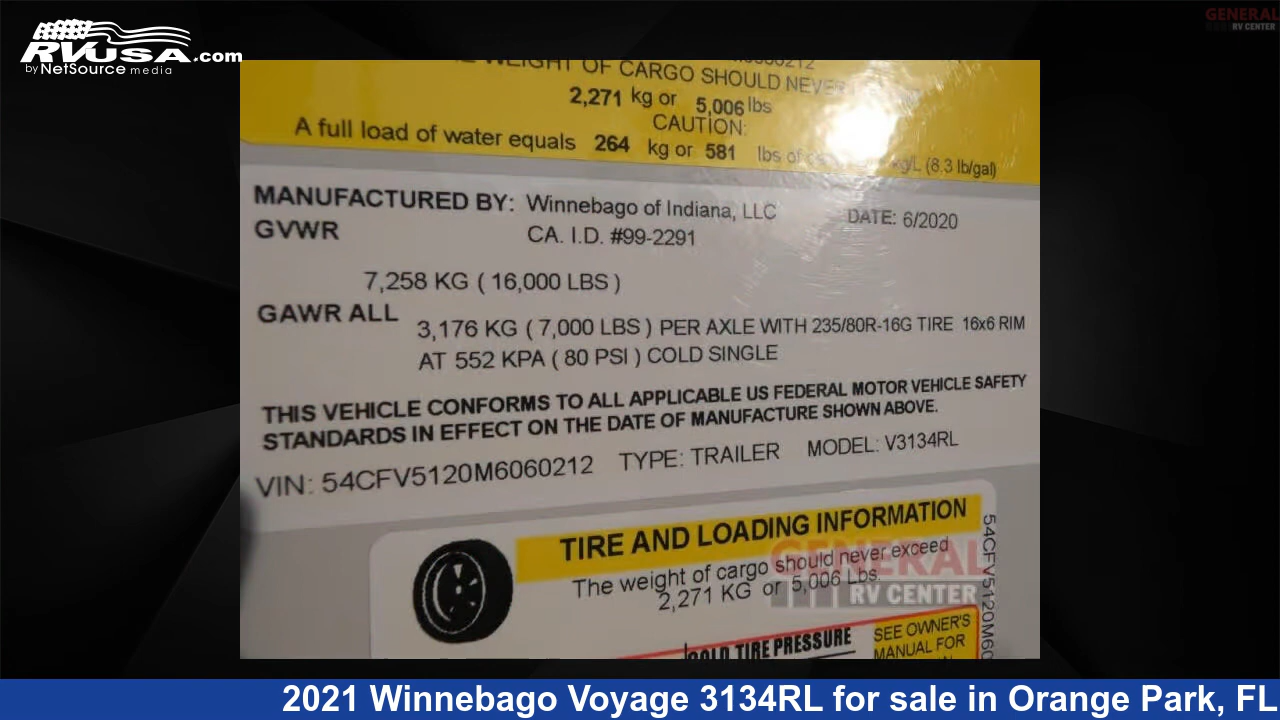 RVUSA.com
by NetSource media
GENERAL
RV CENTER
WEIGHT OF CARGO SHOULD NEVER
2,271 kg or 5,006 lbs
CAUTION:
A full load of water equals 264 kg or 581 lbs of kg/L (8.3 lb/gal)
MANUFACTURED BY: Winnebago of Indiana, LLC DATE: 6/2020
GVWR CA. I.D. #99-2291
7,258 KG ( 16,000 LBS )
GAWR ALL 3,176 KG ( 7,000 LBS ) PER AXLE WITH 235/80R-16G TIRE 16x6 RIM
AT 552 KPA ( 80 PSI ) COLD SINGLE
THIS VEHICLE CONFORMS TO ALL APPLICABLE US FEDERAL MOTOR VEHICLE SAFETY
STANDARDS IN EFFECT ON THE DATE OF MANUFACTURE SHOWN ABOVE.
VIN: 54CFV5120M6060212 TYPE: TRAILER MODEL: V3134RL
TIRE AND LOADING INFORMATION
The weight of cargo should never exceed
2,271 KG or 5,006 Lbs.
GENERAL
RV CENTER
54CFV5120M60
COLD TIRE PRESSURE
SEE OWNER'S
MANUAL FOR
2021 Winnebago Voyage 3134RL for sale in Orange Park, FL